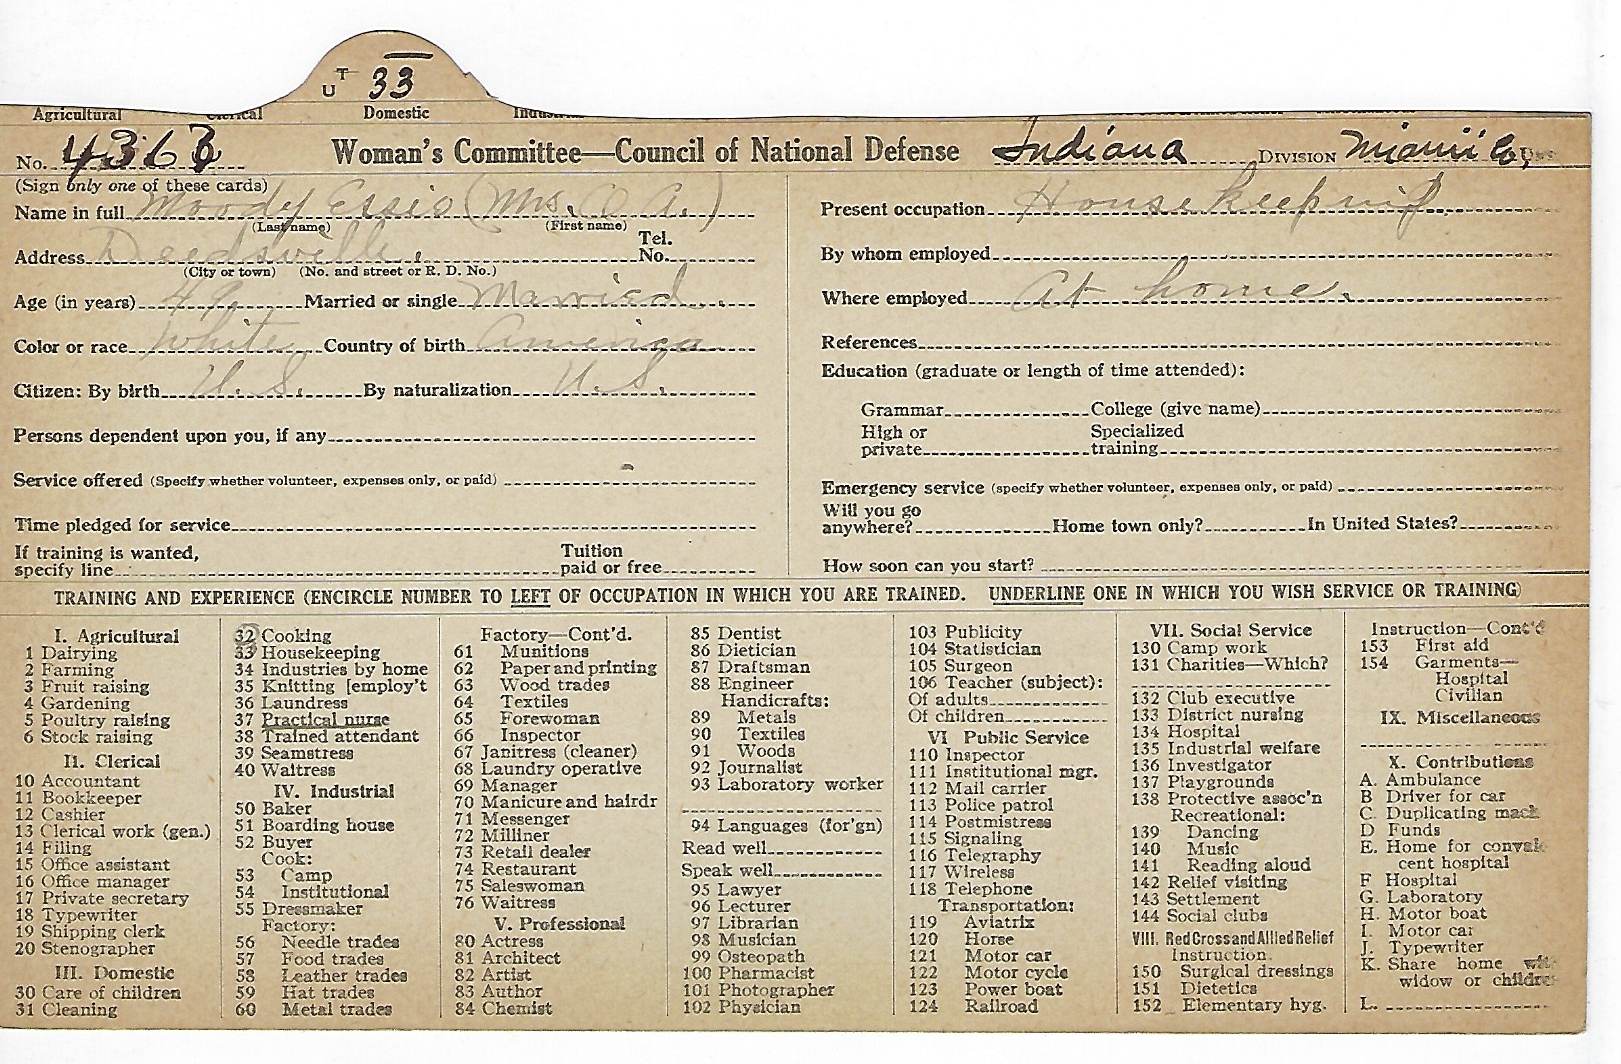 T
U 33
Agricultural Clerical Domestic
No. 4363 Woman's Committee—Council of National Defense Indiana DIVISION Miami Co.
(Sign only one of these cards)
Name in full Moody Essie (Mrs. O A.)
(Last name) (First name)
Address Deedsville. Tel. No.
(City or town) (No. and street or R. D. No.)
Age (in years) 49 Married or single Married
Color or race White Country of birth America
Citizen: By birth U. S. By naturalization U. S.
Persons dependent upon you, if any
Service offered (Specify whether volunteer, expenses only, or paid)
Time pledged for service
If training is wanted,
specify line Tuition paid or free
Present occupation House keeping
By whom employed
Where employed At home.
References
Education (graduate or length of time attended):
Grammar College (give name)
High or private Specialized training
Emergency service (specify whether volunteer, expenses only, or paid)
Will you go
anywhere? Home town only? In United States?
How soon can you start?
TRAINING AND EXPERIENCE (ENCIRCLE NUMBER TO LEFT OF OCCUPATION IN WHICH YOU ARE TRAINED. UNDERLINE ONE IN WHICH YOU WISH SERVICE OR TRAINING)
I. Agricultural
1 Dairying
2 Farming
3 Fruit raising
4 Gardening
5 Poultry raising
6 Stock raising
II. Clerical
10 Accountant
11 Bookkeeper
12 Cashier
13 Clerical work (gen.)
14 Filing
15 Office assistant
16 Office manager
17 Private secretary
18 Typewriter
19 Shipping clerk
20 Stenographer
III. Domestic
30 Care of children
31 Cleaning
32 Cooking
33 Housekeeping
34 Industries by home
35 Knitting [employ't
36 Laundress
37 Practical nurse
38 Trained attendant
39 Seamstress
40 Waitress
IV. Industrial
50 Baker
51 Boarding house
52 Buyer
Cook:
53 Camp
54 Institutional
55 Dressmaker
Factory:
56 Needle trades
57 Food trades
58 Leather trades
59 Hat trades
60 Metal trades
Factory—Cont'd.
61 Munitions
62 Paper and printing
63 Wood trades
64 Textiles
65 Forewoman
66 Inspector
67 Janitress (cleaner)
68 Laundry operative
69 Manager
70 Manicure and hairdr
71 Messenger
72 Milliner
73 Retail dealer
74 Restaurant
75 Saleswoman
76 Waitress
V. Professional
80 Actress
81 Architect
82 Artist
83 Author
84 Chemist
85 Dentist
86 Dietician
87 Draftsman
88 Engineer
Handicrafts:
89 Metals
90 Textiles
91 Woods
92 Journalist
93 Laboratory worker
94 Languages (for'gn)
Read well
Speak well
95 Lawyer
96 Lecturer
97 Librarian
98 Musician
99 Osteopath
100 Pharmacist
101 Photographer
102 Physician
103 Publicity
104 Statistician
105 Surgeon
106 Teacher (subject):
Of adults
Of children
VI Public Service
110 Inspector
111 Institutional mgr.
112 Mail carrier
113 Police patrol
114 Postmistress
115 Signaling
116 Telegraphy
117 Wireless
118 Telephone
Transportation:
119 Aviatrix
120 Horse
121 Motor car
122 Motor cycle
123 Power boat
124 Railroad
VII. Social Service
130 Camp work
131 Charities—Which?
132 Club executive
133 District nursing
134 Hospital
135 Industrial welfare
136 Investigator
137 Playgrounds
138 Protective assoc'n
Recreational:
139 Dancing
140 Music
141 Reading aloud
142 Relief visiting
143 Settlement
144 Social clubs
VIII. Red Cross and Allied Relief
Instruction.
150 Surgical dressings
151 Dietetics
152 Elementary hyg.
Instruction—Cont'd
153 First aid
154 Garments—
Hospital
Civilian
IX. Miscellaneous
X. Contributions
A. Ambulance
B Driver for car
C. Duplicating mach
D Funds
E. Home for conval
cent hospital
F Hospital
G. Laboratory
H. Motor boat
I. Motor car
J. Typewriter
K. Share home with
widow or childre
L.